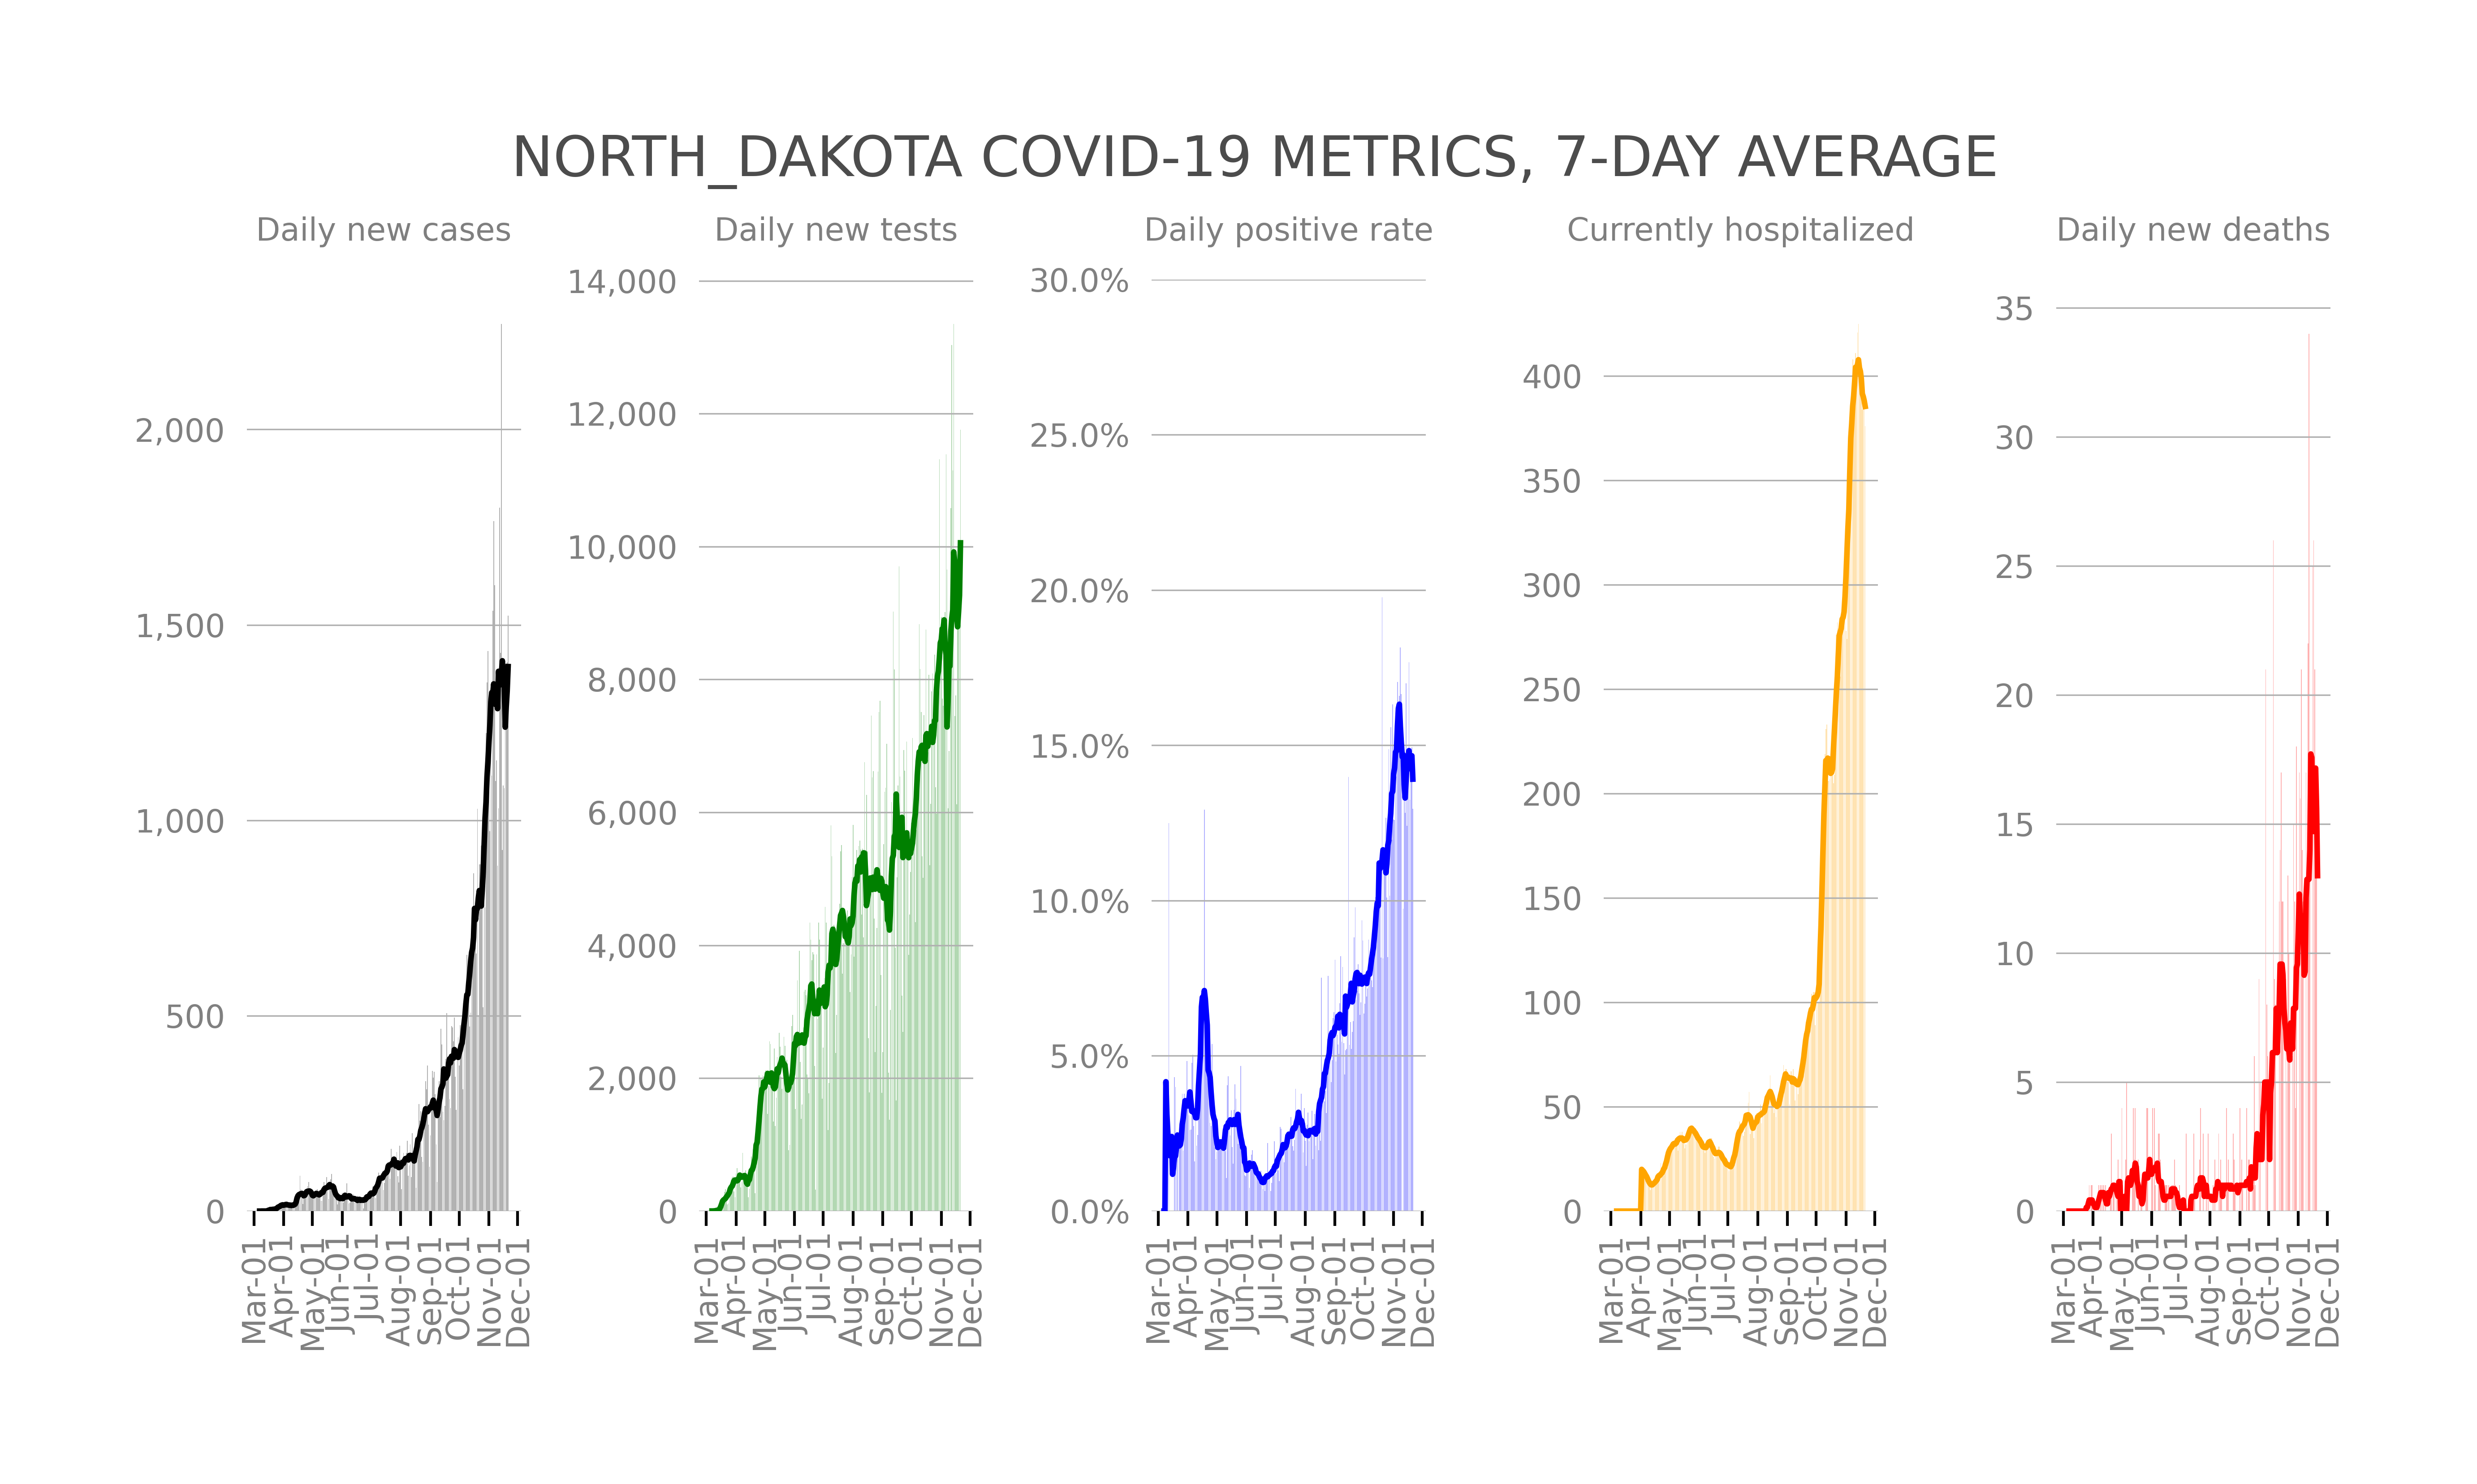 NORTH_DAKOTA COVID-19 METRICS, 7-DAY AVERAGE
Daily new cases
2,000
1,500
1,000
500
0
Mar-01
Apr-01
May-01
Jun-01
Jul-01
Aug-01
Sep-01
Oct-01
Nov-01
Dec-01
Daily new tests
14,000
12,000
10,000
8,000
6,000
4,000
2,000
0
Mar-01
Apr-01
May-01
Jun-01
Jul-01
Aug-01
Sep-01
Oct-01
Nov-01
Dec-01
Daily positive rate
30.0%
25.0%
20.0%
15.0%
10.0%
5.0%
0.0%
Mar-01
Apr-01
May-01
Jun-01
Jul-01
Aug-01
Sep-01
Oct-01
Nov-01
Dec-01
Currently hospitalized
400
350
300
250
200
150
100
50
0
Mar-01
Apr-01
May-01
Jun-01
Jul-01
Aug-01
Sep-01
Oct-01
Nov-01
Dec-01
Daily new deaths
35
30
25
20
15
10
5
0
Mar-01
Apr-01
May-01
Jun-01
Jul-01
Aug-01
Sep-01
Oct-01
Nov-01
Dec-01